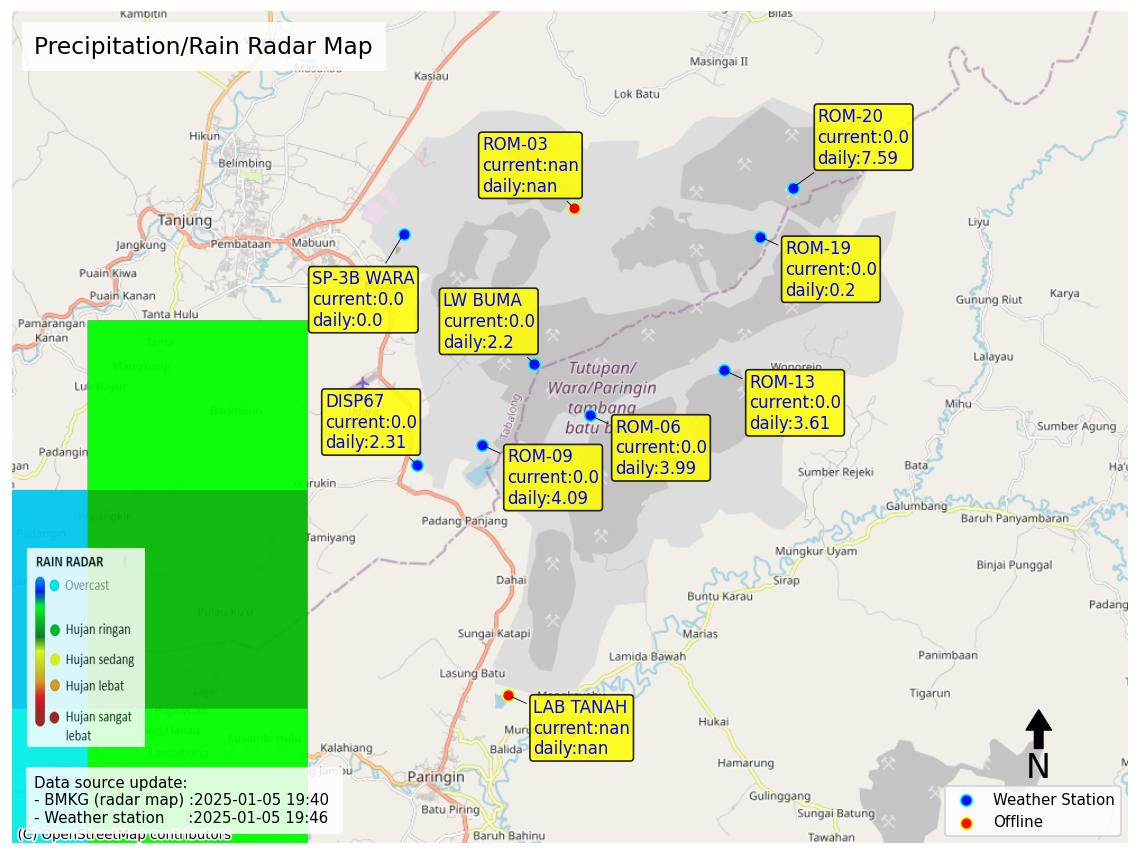 Precipitation/Rain Radar Map
Kambitin
Bilas
Masukau
Kasiau
Masingai II
Lok Batu
ROM-20
current:0.0
daily:7.59
Hikun
ROM-03
current:nan
daily:nan
Belimbing
Tanjung
Liyu
Jangkung
Pembataan
Mabuun
ROM-19
current:0.0
daily:0.2
Puain Kiwa
SP-3B WARA
current:0.0
daily:0.0
Puain Kanan
LW BUMA
current:0.0
daily:2.2
Gunung Riut
Karya
Tanta Hulu
Pamarangan
Kanan
Tanta
Mangkusip
Lalayau
Tutupan/
Wara/Paringin
tambang
batu b
Wonorejo
ROM-13
current:0.0
daily:3.61
Barimbun
DISP67
current:0.0
daily:2.31
Tabalong
Mihu
ROM-06
current:0.0
daily:3.99
Sumber Agung
Padangin
ROM-09
current:0.0
daily:4.09
Bata
Sumber Rejeki
Warukin
Galumbang
Baruh Panyambaran
Padang Panjang
Tamiyang
Mungkur Uyam
Binjai Punggal
RAIN RADAR
Overcast
Hujan ringan
Hujan sedang
Hujan lebat
Hujan sangat
lebat
Dahai
Sirap
Buntu Karau
Padang
Pulau Ku'u
Sungai Katapi
Marias
Lamida Bawah
Panimbaan
Lasung Batu
Tigarun
LAB TANAH
current:nan
daily:nan
Hukai
Balida
Kalahiang
Hamarung
N
Paringin
Gulinggang
Data source update:
- BMKG (radar map) :2025-01-05 19:40
- Weather station :2025-01-05 19:46
Weather Station
Offline
Batu Piring
Sungai Batung
(C) OpenStreetMap contributors
Baruh Bahinu
Tawahan